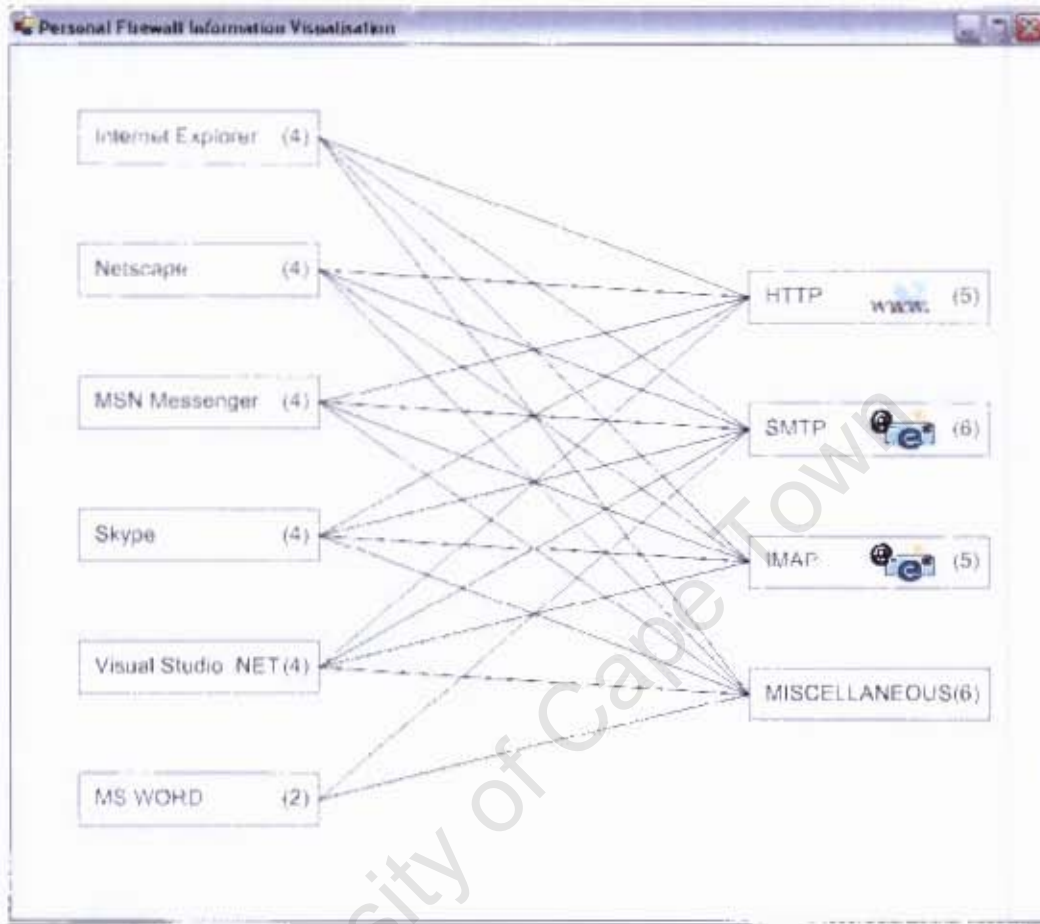 Personal Firewall Information Visualisation
Internet Explorer (4)
Netscape (4)
HTTP www. (5)
MSN Messenger (4)
SMTP @ e (6)
Skype (4)
IMAP @ e (5)
Visual Studio .NET(4)
MISCELLANEOUS(6)
MS WORD (2)
sity of Cape Town